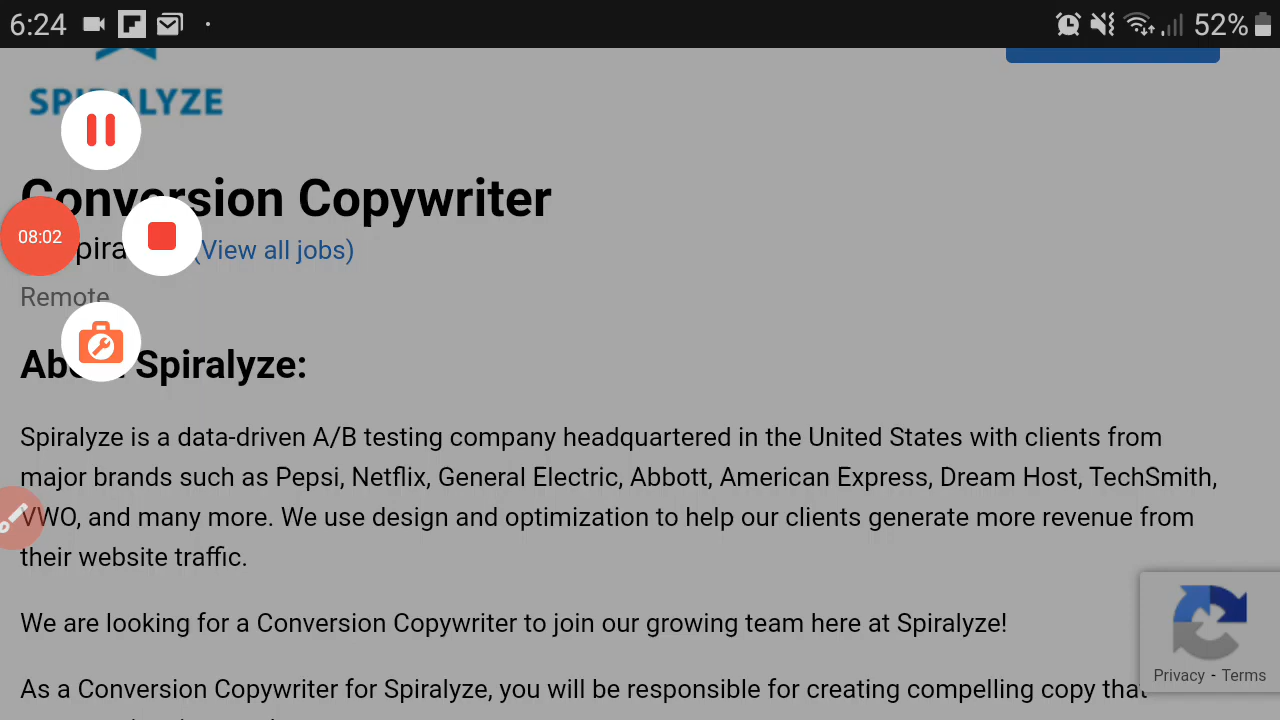 6:24 52%
SPIRALYZE
Conversion Copywriter
08:02 (View all jobs)
Remote
About Spiralyze:
Spiralyze is a data-driven A/B testing company headquartered in the United States with clients from
major brands such as Pepsi, Netflix, General Electric, Abbott, American Express, Dream Host, TechSmith,
VWO, and many more. We use design and optimization to help our clients generate more revenue from
their website traffic.
We are looking for a Conversion Copywriter to join our growing team here at Spiralyze!
As a Conversion Copywriter for Spiralyze, you will be responsible for creating compelling copy that
Privacy - Terms